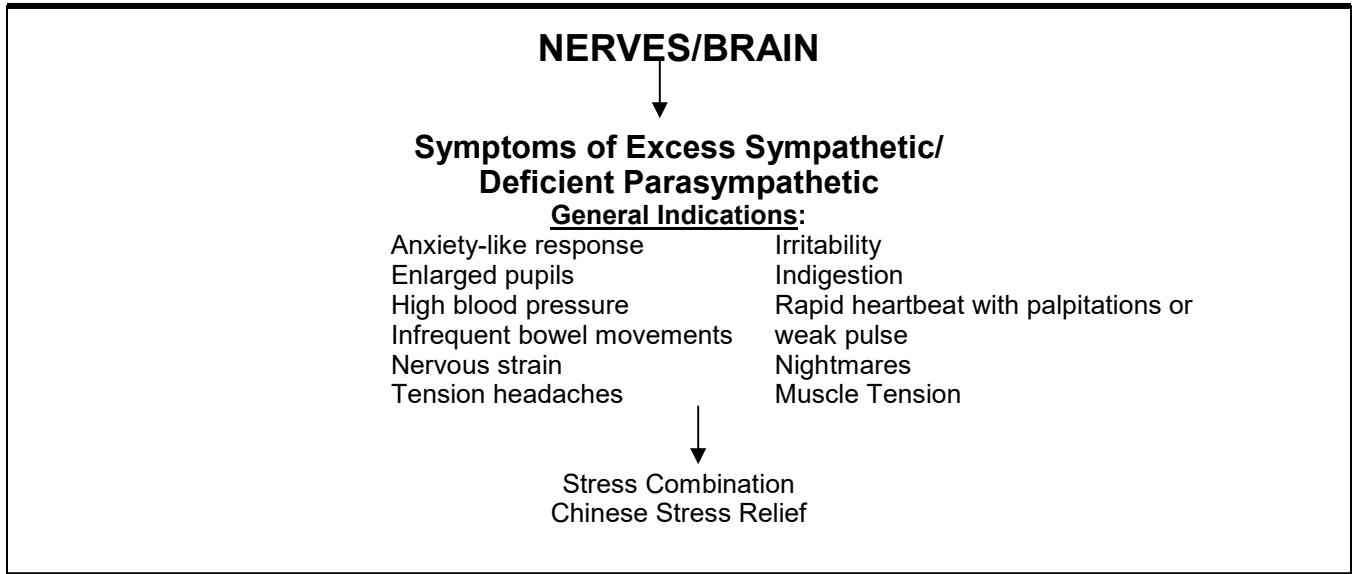 NERVES/BRAIN
Symptoms of Excess Sympathetic/
Deficient Parasympathetic
General Indications:
Anxiety-like response
Enlarged pupils
High blood pressure
Infrequent bowel movements
Nervous strain
Tension headaches
Irritability
Indigestion
Rapid heartbeat with palpitations or
weak pulse
Nightmares
Muscle Tension
Stress Combination
Chinese Stress Relief